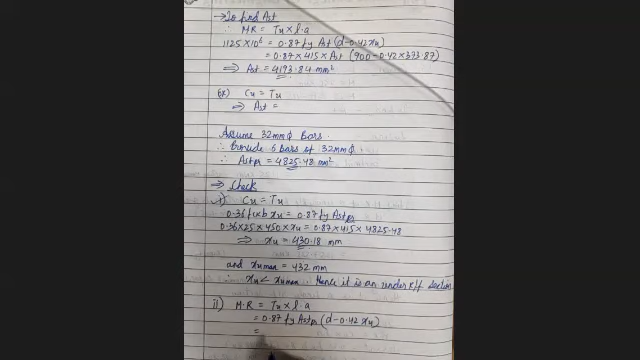 → To find Ast
∴ MR = Tu × l·a
1125 × 10⁶ = 0.87 fy Ast (d - 0.42 xu)
= 0.87 × 415 × Ast (900 - 0.42 × 373.87)
⇒ Ast = 4193.84 mm²
(or) Cu = Tu
⇒ Ast =
Assume 32mm ϕ Bars.
∴ Provide 6 bars of 32mm ϕ
∴ Astpr = 4825.48 mm²
⇒ Check
i) Cu = Tu
0.36 fck b xu = 0.87 fy Astpr
0.36 × 25 × 450 × xu = 0.87 × 415 × 4825.48
⇒ xu = 430.18 mm
and xumax = 432 mm
∴ xu < xumax Hence it is an under R/f section
ii) M.R = Tu × l·a
= 0.87 fy Astpr (d - 0.42 xu)
=